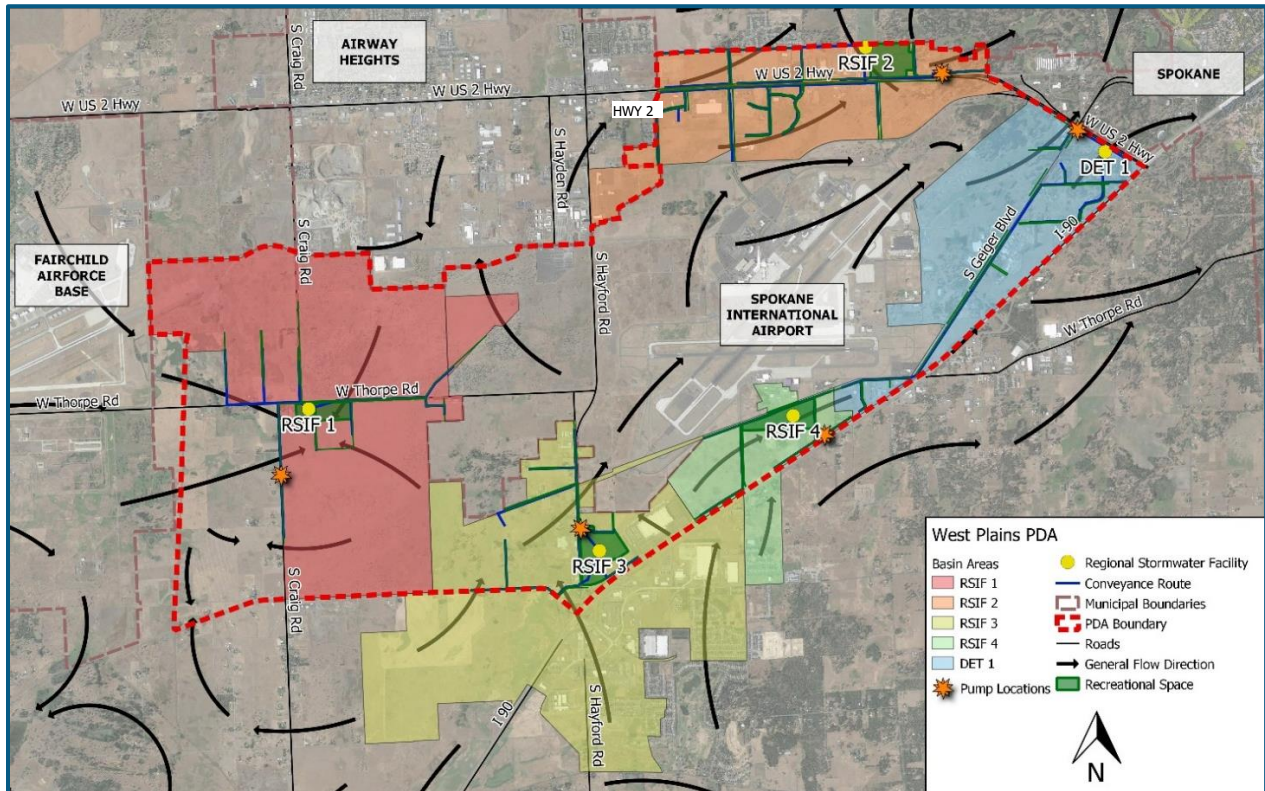 S Craig Rd
AIRWAY
HEIGHTS
RSIF 2
W US 2 Hwy
SPOKANE
W US 2 Hwy
HWY 2
W US 2 Hwy
DET 1
S Hayden Rd
S Craig Rd
S Geiger Blvd
I-90
FAIRCHILD
AIRFORCE
BASE
S Hayford Rd
SPOKANE
INTERNATIONAL
AIRPORT
W Thorpe Rd
W Thorpe Rd
W Thorpe Rd
RSIF 1
RSIF 4
RSIF 3
S Craig Rd
I-90
S Hayford Rd
West Plains PDA
Basin Areas
RSIF 1
RSIF 2
RSIF 3
RSIF 4
DET 1
Pump Locations
Regional Stormwater Facility
Conveyance Route
Municipal Boundaries
PDA Boundary
Roads
General Flow Direction
Recreational Space
N